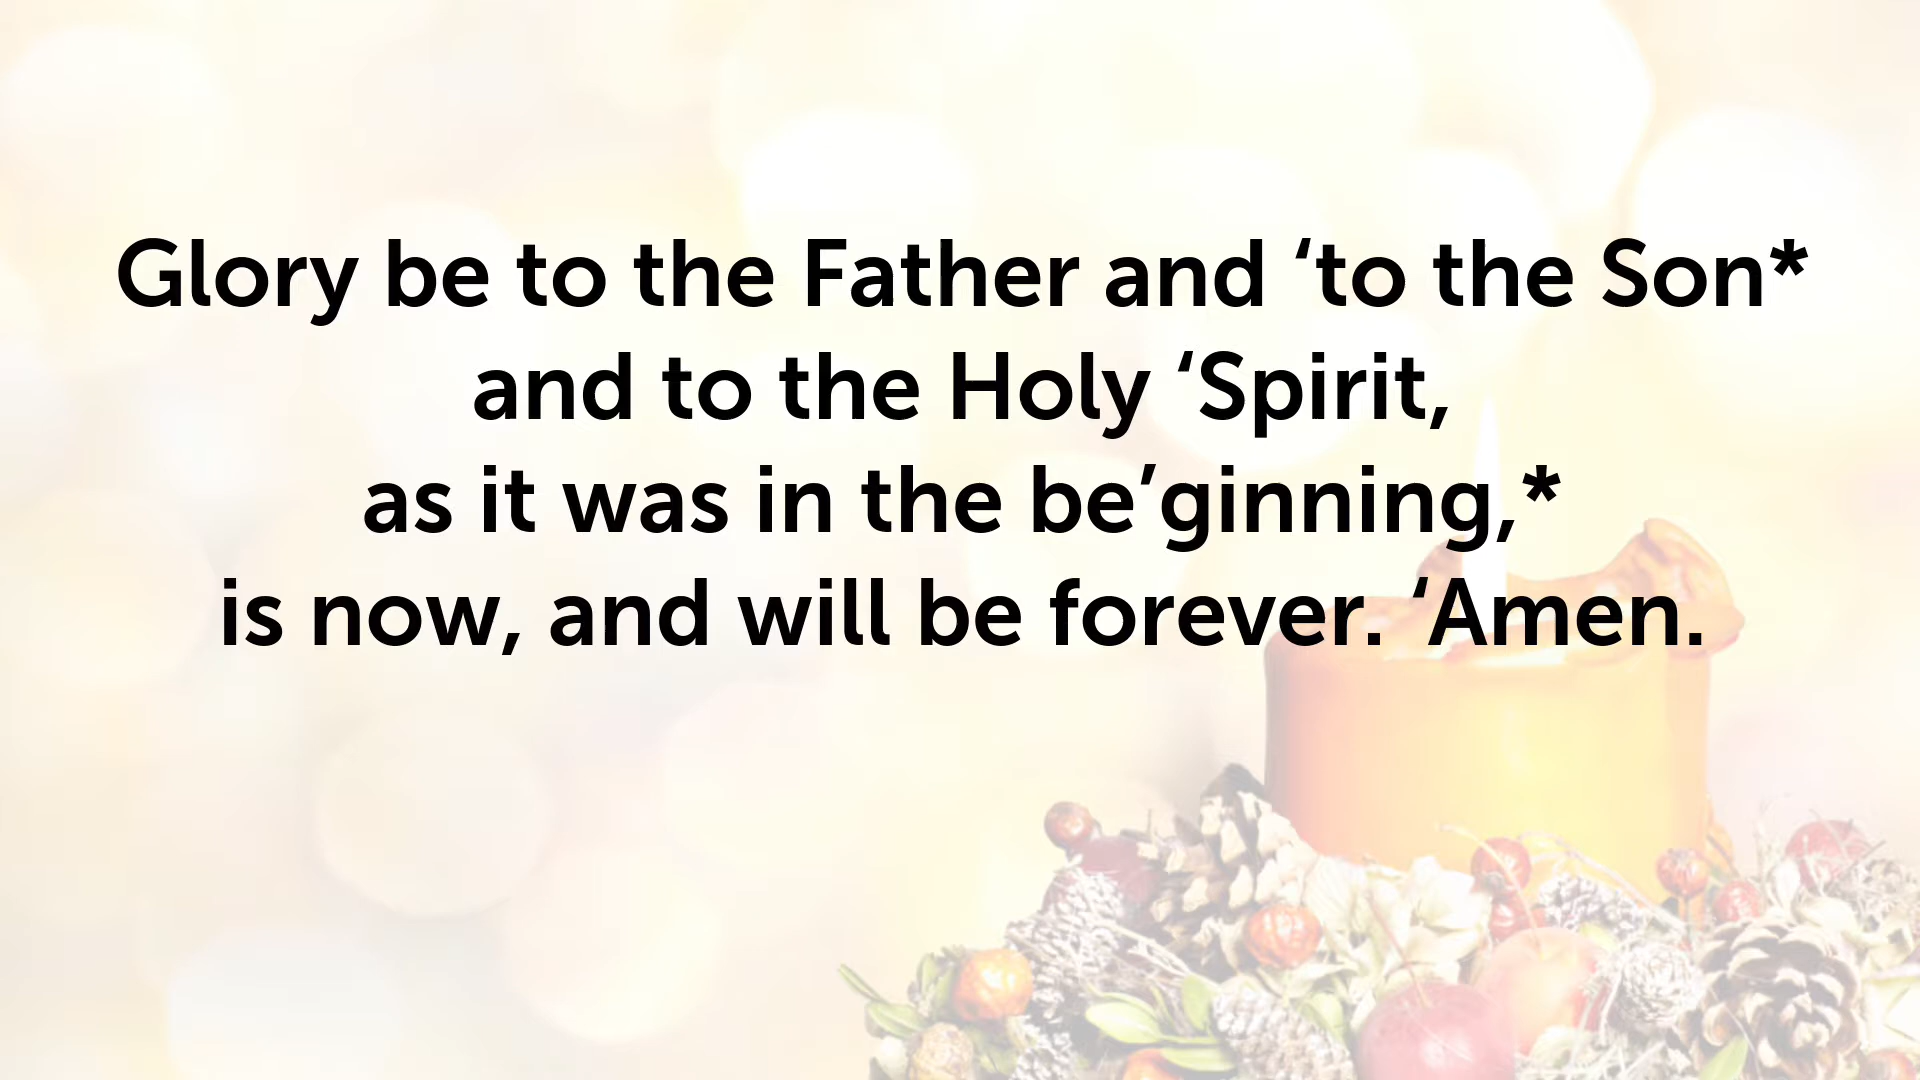 Glory be to the Father and ‘to the Son*
and to the Holy ‘Spirit,
as it was in the be’ginning,*
is now, and will be forever. ‘Amen.